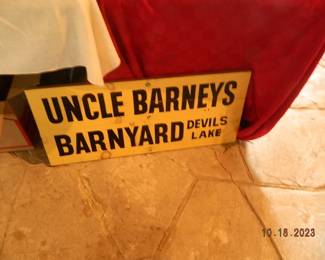 UNCLE BARNEYS
BARNYARD DEVILS
LAKE
10.18.2023